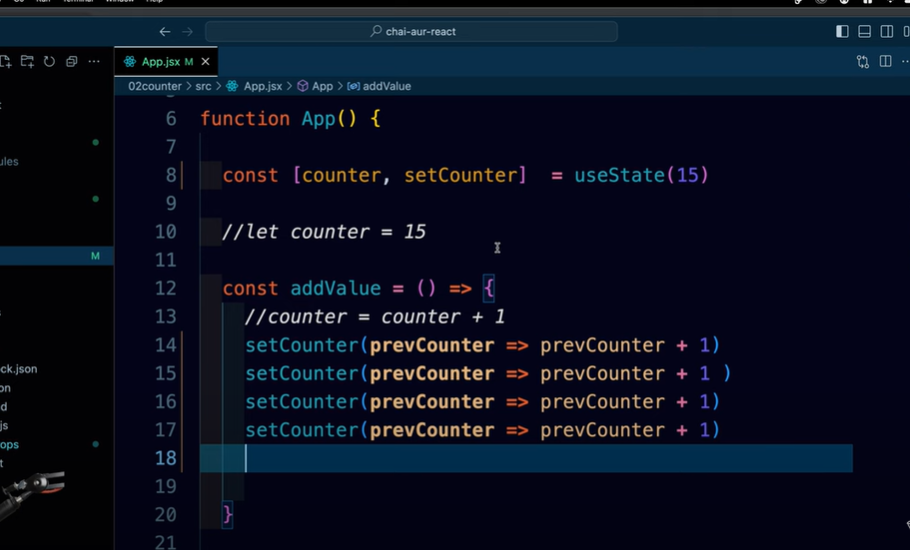 chai-aur-react
App.jsx M
02counter > src > App.jsx > App > addValue
ules
M
ck.json
on
d
js
ops
t
6 function App() {
7
8 const [counter, setCounter] = useState(15)
9
10 //let counter = 15
11
12 const addValue = () => {
13 //counter = counter + 1
14 setCounter(prevCounter => prevCounter + 1)
15 setCounter(prevCounter => prevCounter + 1 )
16 setCounter(prevCounter => prevCounter + 1)
17 setCounter(prevCounter => prevCounter + 1)
18
19
20 }
21